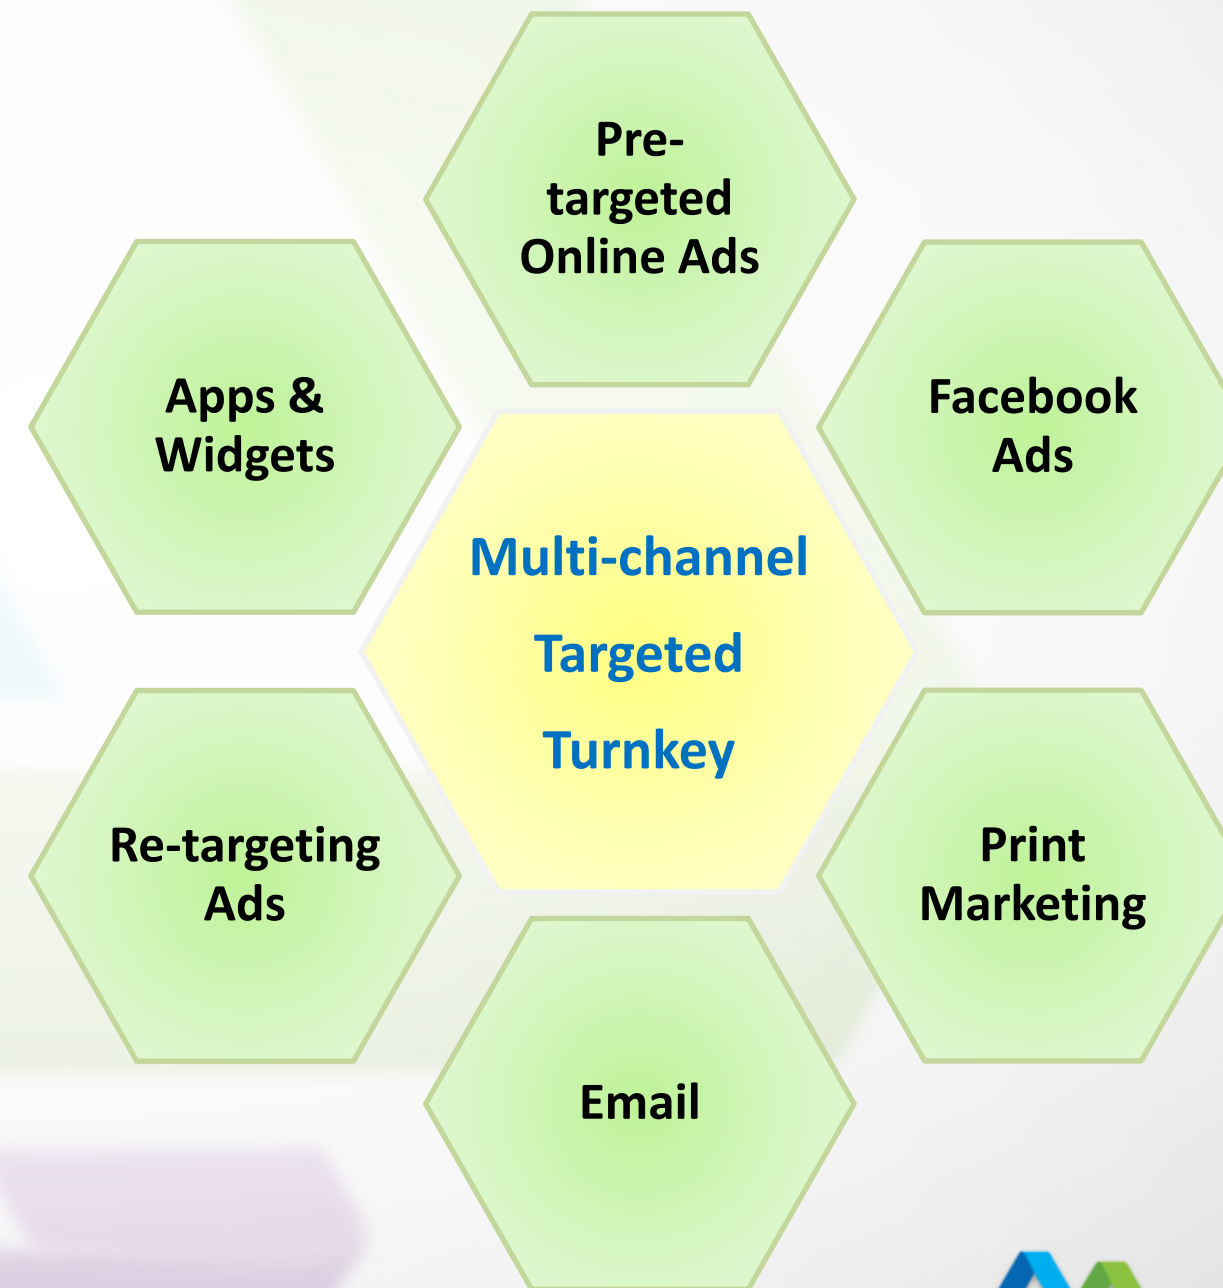 Pre-
targeted
Online Ads
Apps &
Widgets
Facebook
Ads
Multi-channel
Targeted
Turnkey
Re-targeting
Ads
Print
Marketing
Email